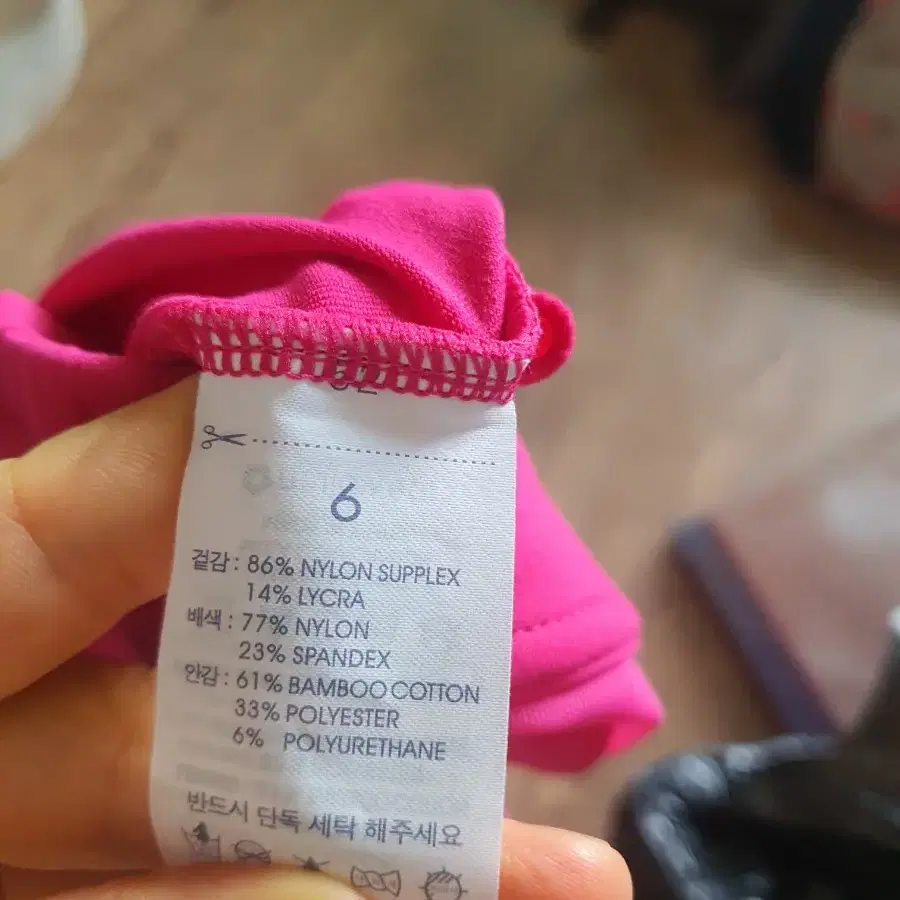 6
겉감 : 86% NYLON SUPPLEX
14% LYCRA
배색 : 77% NYLON
23% SPANDEX
안감 : 61% BAMBOO COTTON
33% POLYESTER
6% POLYURETHANE
반드시 단독 세탁 해주세요